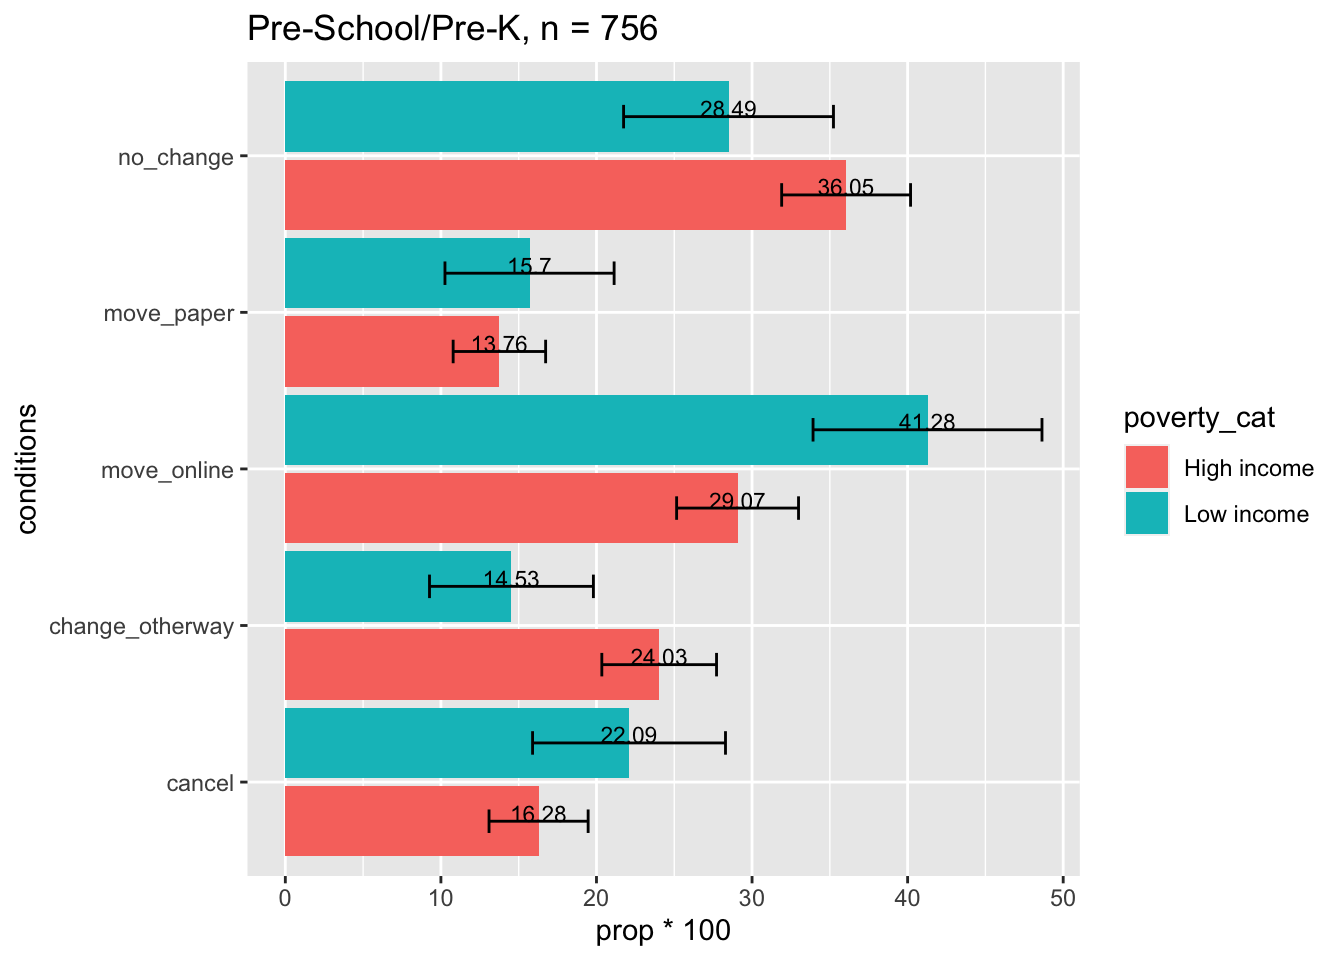 Pre-School/Pre-K, n = 756
28.49
no_change
36.05
15.7
move_paper
13.76
41.28
move_online
29.07
14.53
change_otherway
24.03
22.09
cancel
16.28
0 10 20 30 40 50
prop * 100
conditions
poverty_cat
High income
Low income